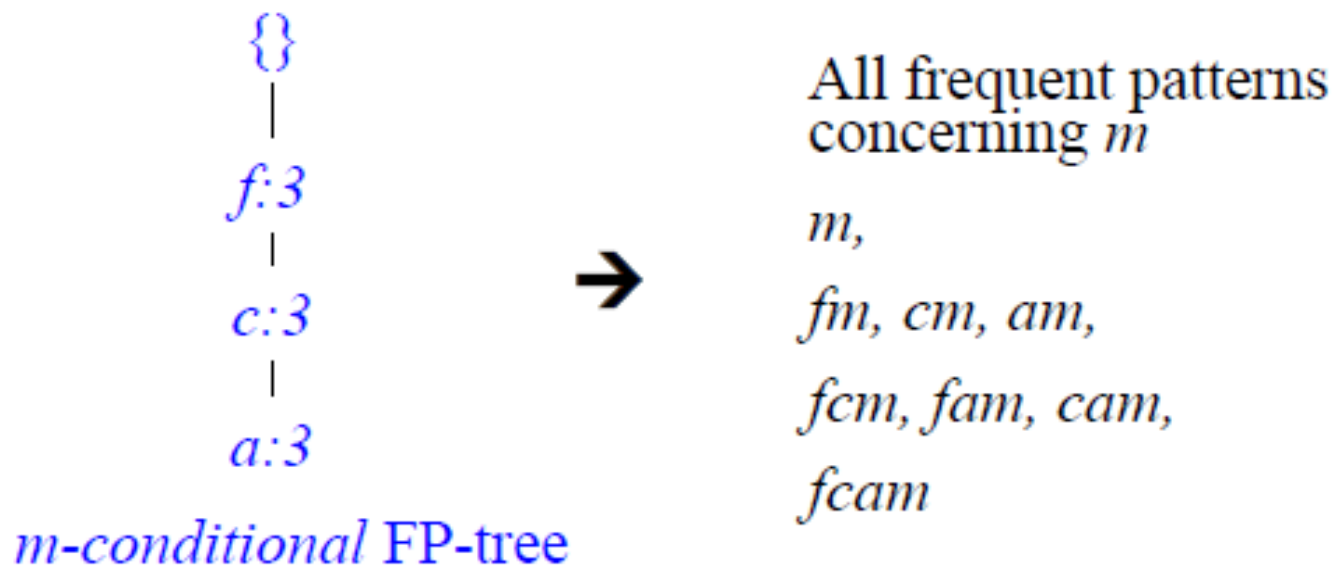 {}
f:3
c:3
a:3
m-conditional FP-tree
➔
All frequent patterns
concerning m
m,
fm, cm, am,
fcm, fam, cam,
fcam